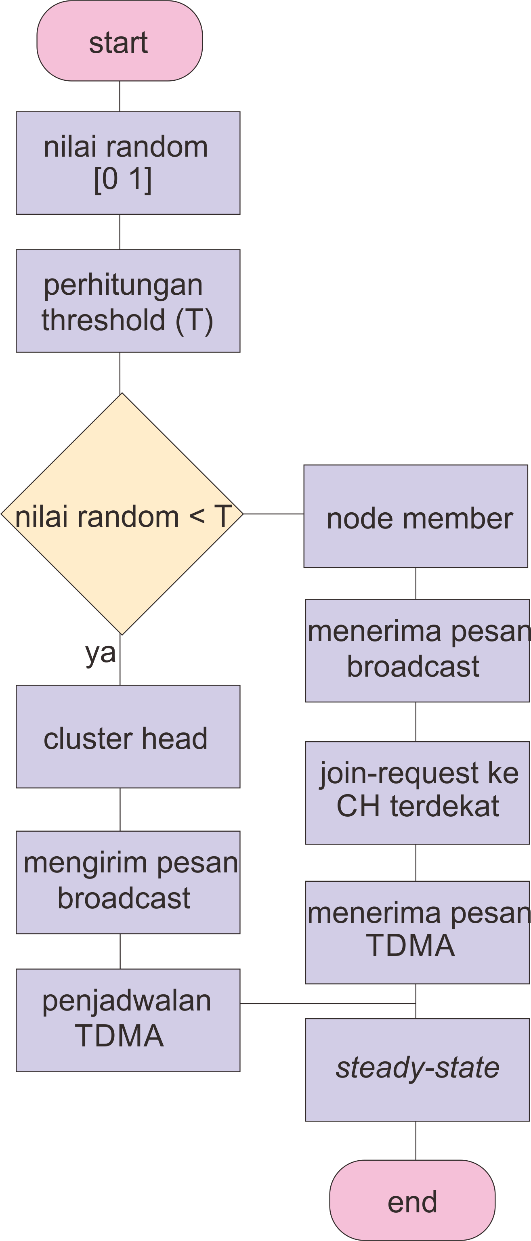 start
nilai random
[0 1]
perhitungan
threshold (T)
nilai random < T
ya
cluster head
mengirim pesan
broadcast
penjadwalan
TDMA
node member
menerima pesan
broadcast
join-request ke
CH terdekat
menerima pesan
TDMA
steady-state
end